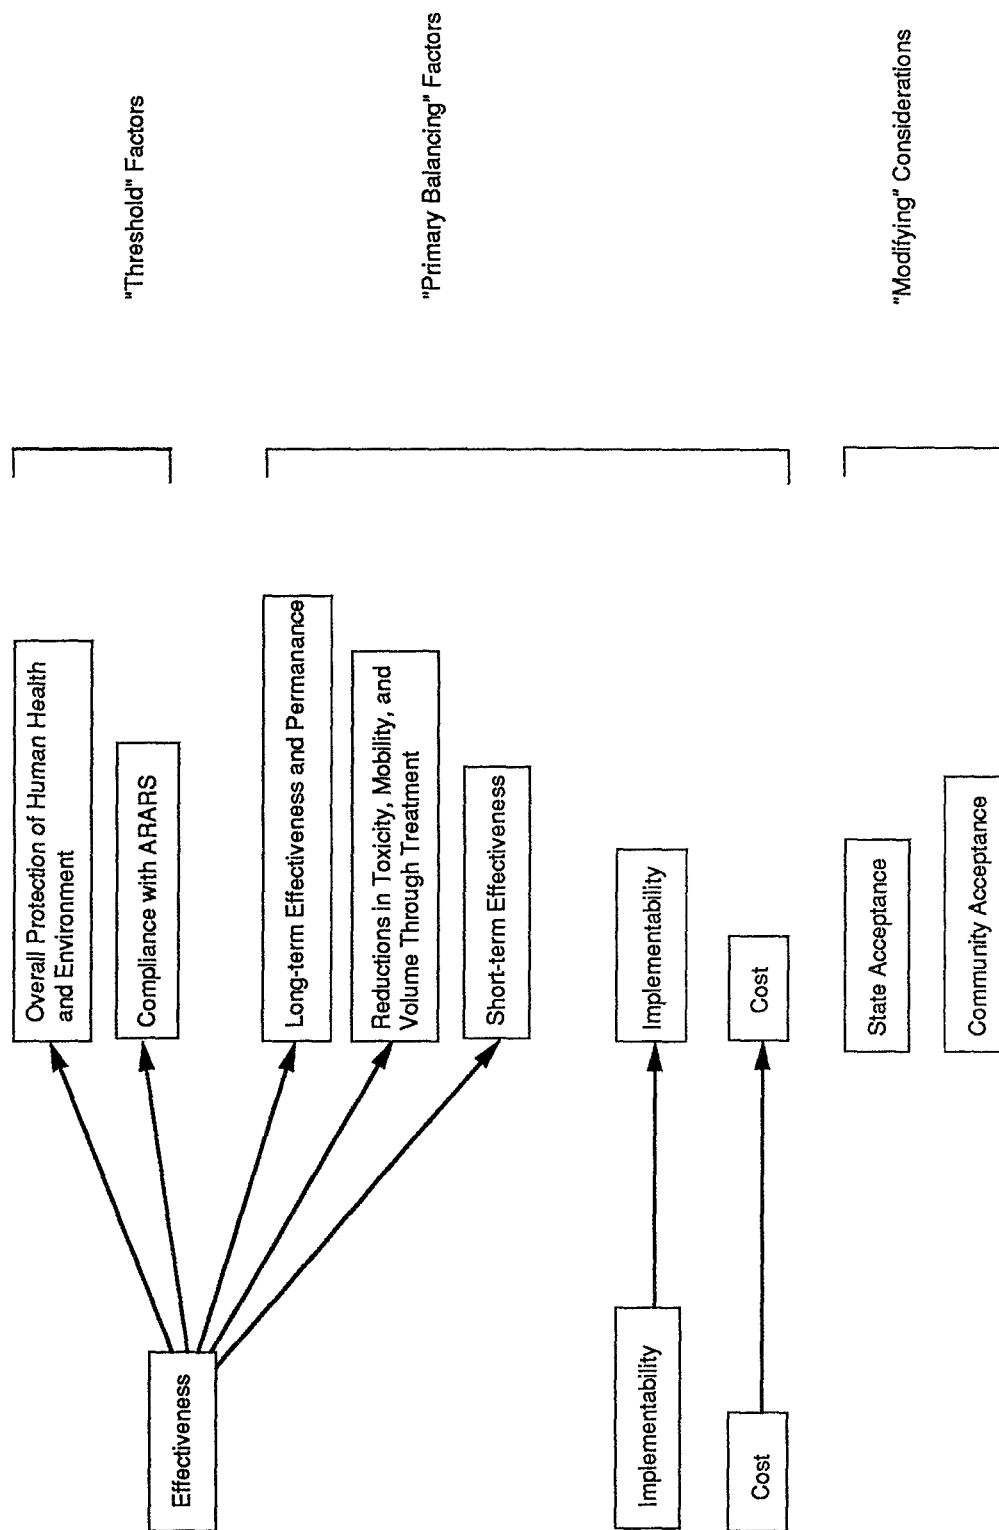 Effectiveness
Implementability
Cost
Overall Protection of Human Health
and Environment
Compliance with ARARS
Long-term Effectiveness and Permanance
Reductions in Toxicity, Mobility, and
Volume Through Treatment
Short-term Effectiveness
Implementability
Cost
State Acceptance
Community Acceptance
"Threshold" Factors
"Primary Balancing" Factors
"Modifying" Considerations